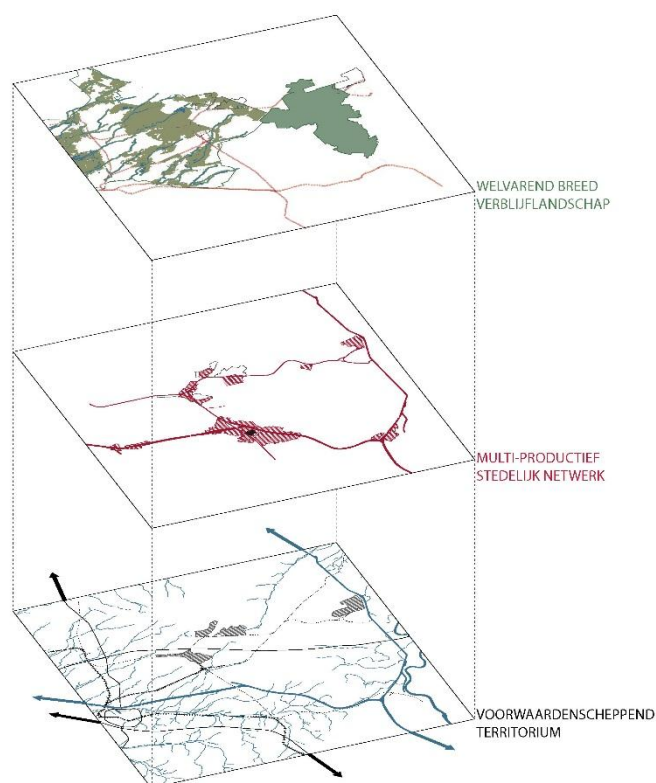 WELVAREND BREED
VERBLIJFLANDSCHAP
MULTI-PRODUCTIEF
STEDELIJK NETWERK
VOORWAARDENSCHEPPEND
TERRITORIUM